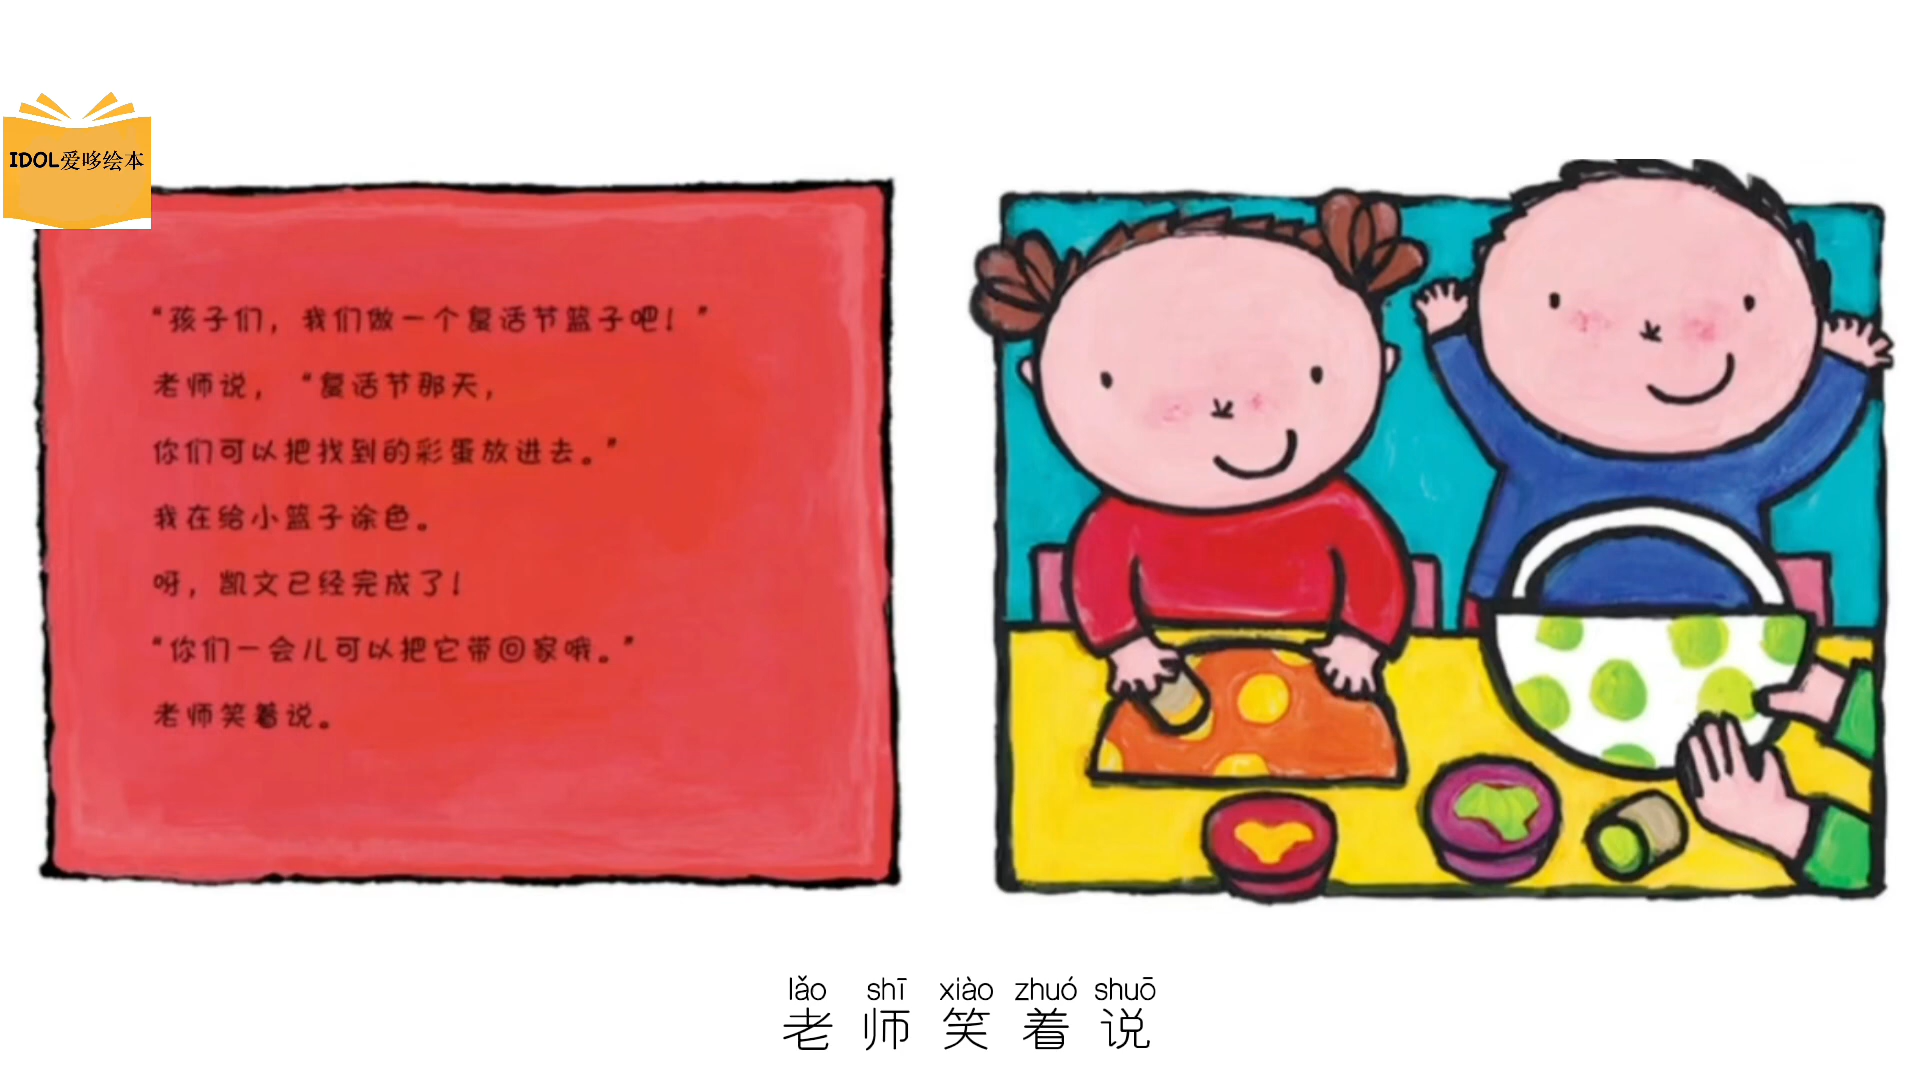 IDOL爱哆绘本
“孩子们，我们做一个复活节篮子吧！”
老师说，“复活节那天，
你们可以把找到的彩蛋放进去。”
我在给小篮子涂色。
呀，凯文已经完成了！
“你们一会儿可以把它带回家哦。”
老师笑着说。
lǎo shī xiào zhuó shuō
老师笑着说